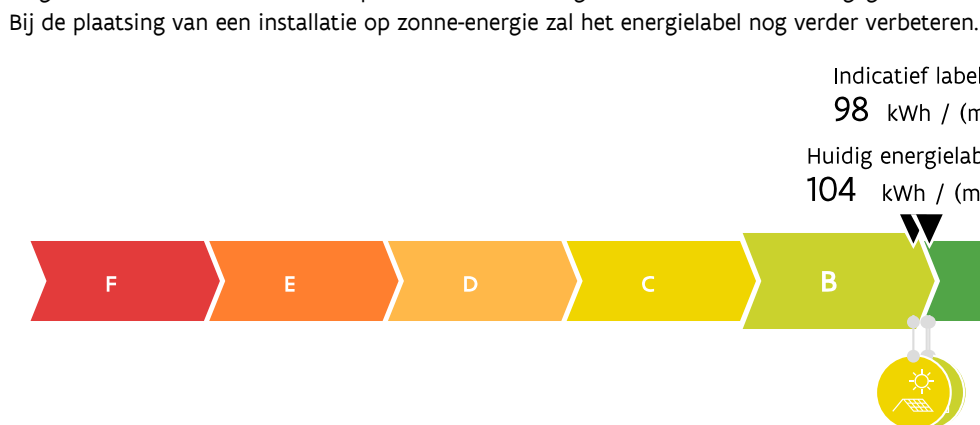 Bij de plaatsing van een installatie op zonne-energie zal het energielabel nog verder verbeteren.
Indicatief label
98 kWh / (m
Huidig
104 kWh / (m
F E D C B